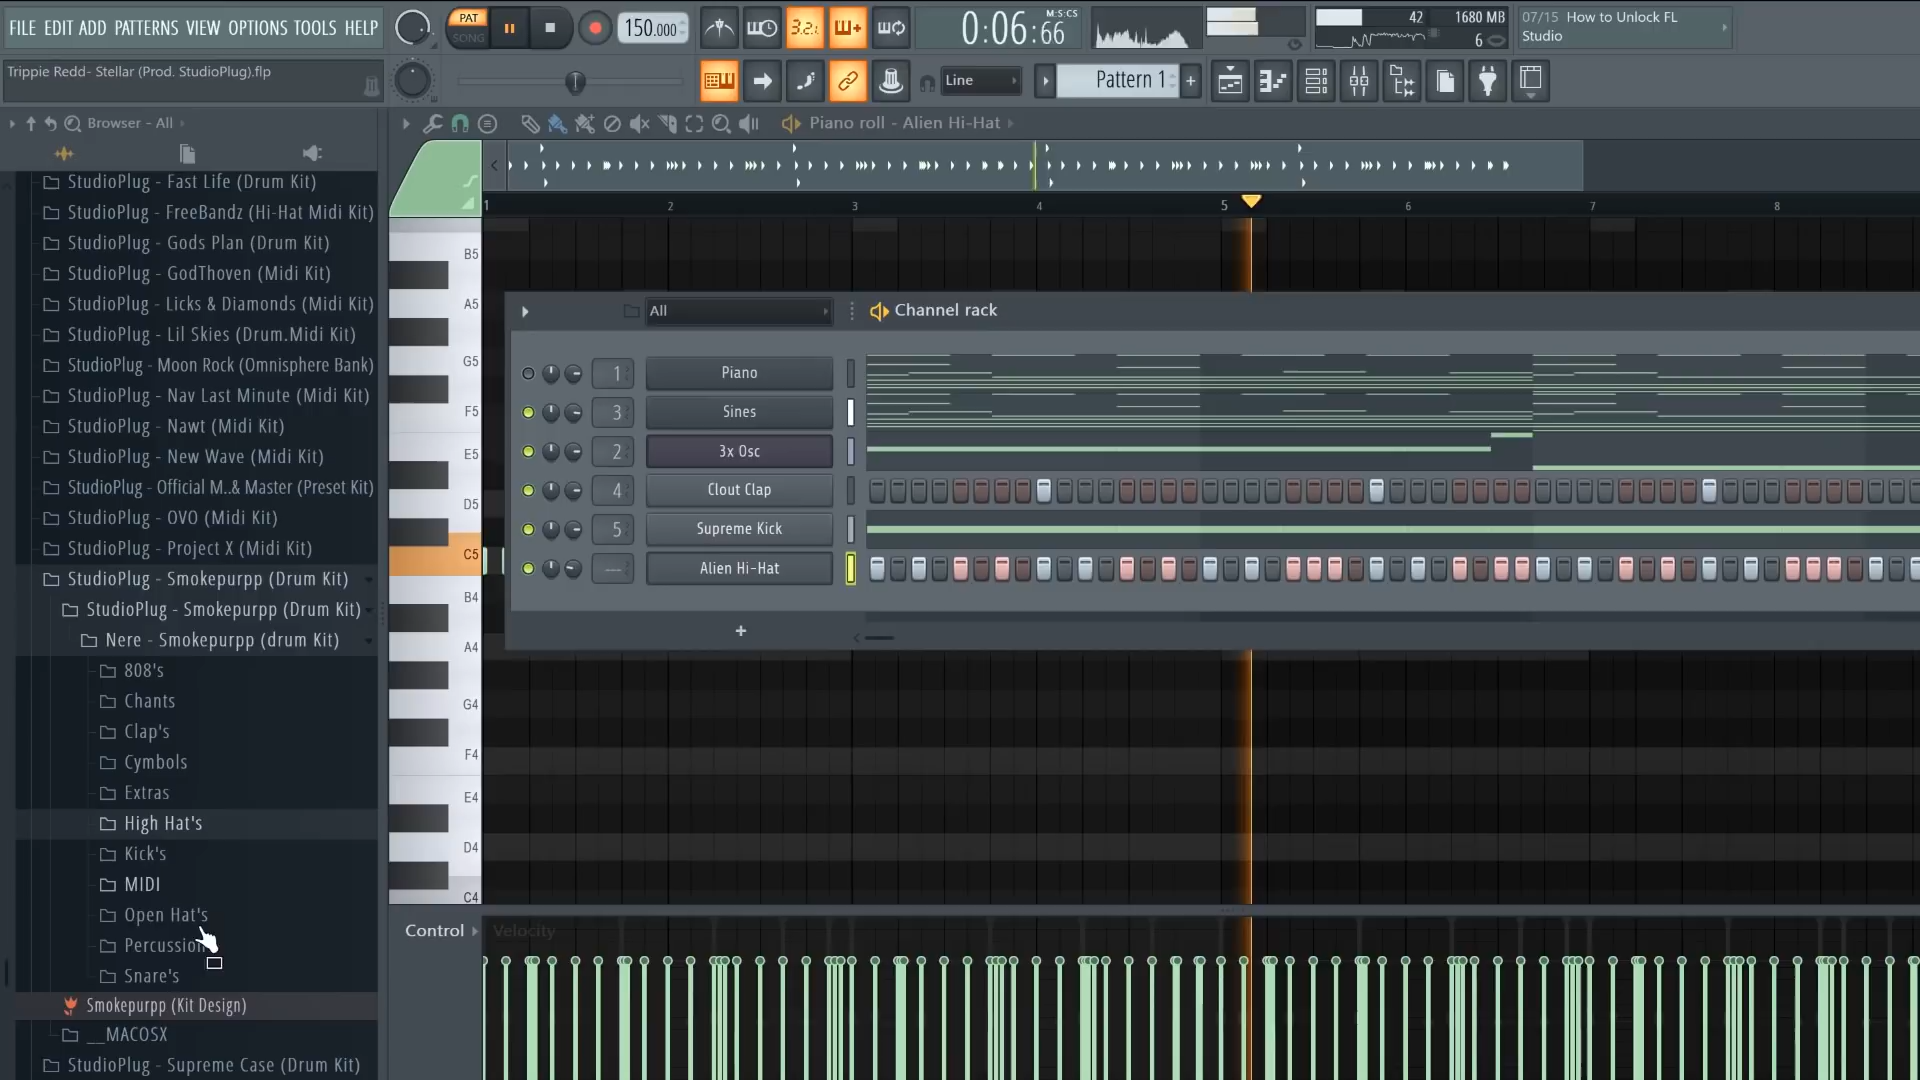 FILE EDIT ADD PATTERNS VIEW OPTIONS TOOLS HELP
PAT
SONG
150.000
3.2.
0:06:66
M:S:CS
42
1680 MB
6
07/15 How to Unlock FL
Studio
Trippie Redd- Stellar (Prod. StudioPlug).flp
Line
Pattern 1
+
Browser - All
Piano roll - Alien Hi-Hat
1 2 3 4 5 6 7 8
StudioPlug - Fast Life (Drum Kit)
StudioPlug - FreeBandz (Hi-Hat Midi Kit)
StudioPlug - Gods Plan (Drum Kit)
StudioPlug - GodThoven (Midi Kit)
StudioPlug - Licks & Diamonds (Midi Kit)
StudioPlug - Lil Skies (Drum.Midi Kit)
StudioPlug - Moon Rock (Omnisphere Bank)
StudioPlug - Nav Last Minute (Midi Kit)
StudioPlug - Nawt (Midi Kit)
StudioPlug - New Wave (Midi Kit)
StudioPlug - Official M..& Master (Preset Kit)
StudioPlug - OVO (Midi Kit)
StudioPlug - Project X (Midi Kit)
StudioPlug - Smokepurpp (Drum Kit)
StudioPlug - Smokepurpp (Drum Kit)
Nere - Smokepurpp (drum Kit)
808's
Chants
Clap's
Cymbols
Extras
High Hat's
Kick's
MIDI
Open Hat's
Percussion
Snare's
Smokepurpp (Kit Design)
__MACOSX
StudioPlug - Supreme Case (Drum Kit)
B5
A5
G5
F5
E5
D5
C5
B4
A4
G4
F4
E4
D4
C4
All
Channel rack
1 Piano
3 Sines
2 3x Osc
4 Clout Clap
5 Supreme Kick
--- Alien Hi-Hat
+
Control
Velocity